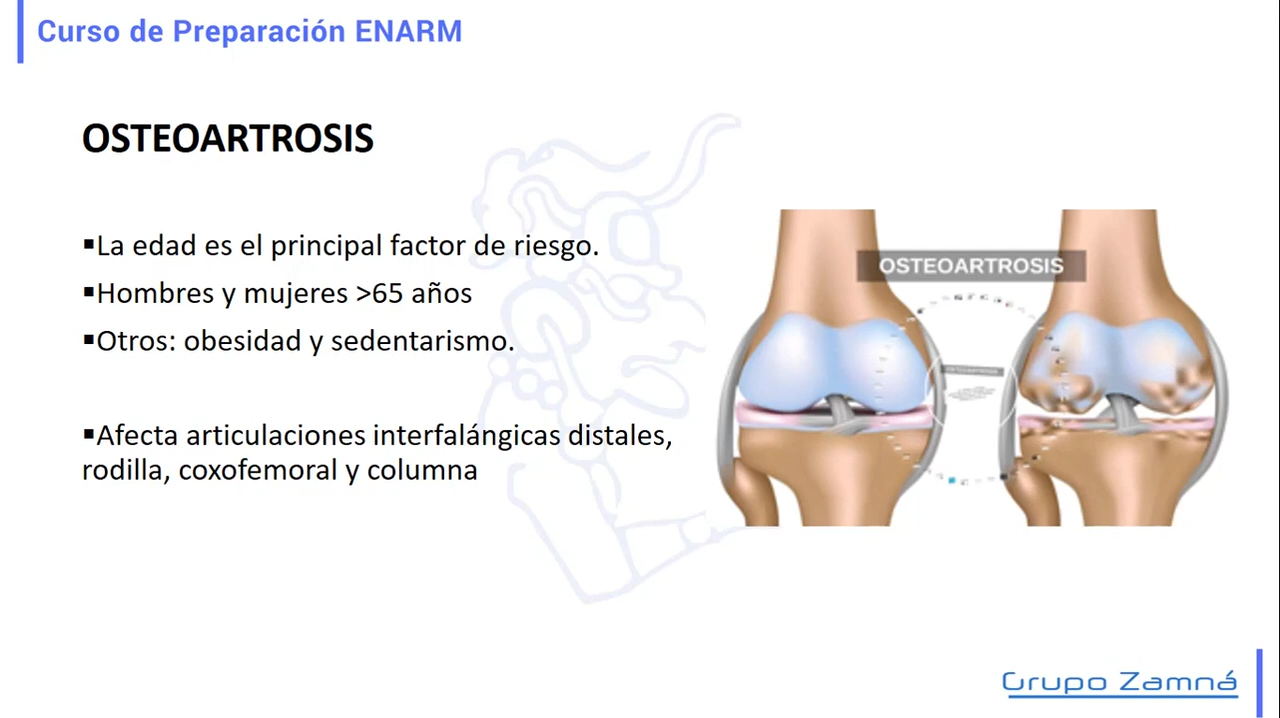 Curso de Preparación ENARM
OSTEOARTROSIS
▪La edad es el principal factor de riesgo.
▪Hombres y mujeres >65 años
▪Otros: obesidad y sedentarismo.
▪Afecta articulaciones interfalángicas distales,
rodilla, coxofemoral y columna
OSTEOARTROSIS
Grupo Zamná